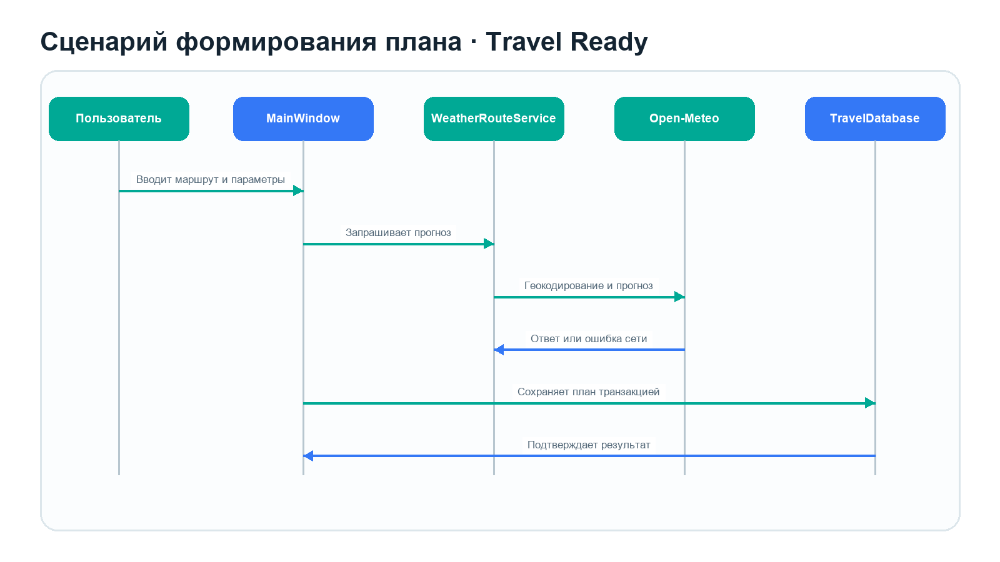 Сценарий формирования плана · Travel Ready
Пользователь
MainWindow
WeatherRouteService
Open-Meteo
TravelDatabase
Вводит маршрут и параметры
Запрашивает прогноз
Геокодирование и прогноз
Ответ или ошибка сети
Сохраняет план транзакцией
Подтверждает результат